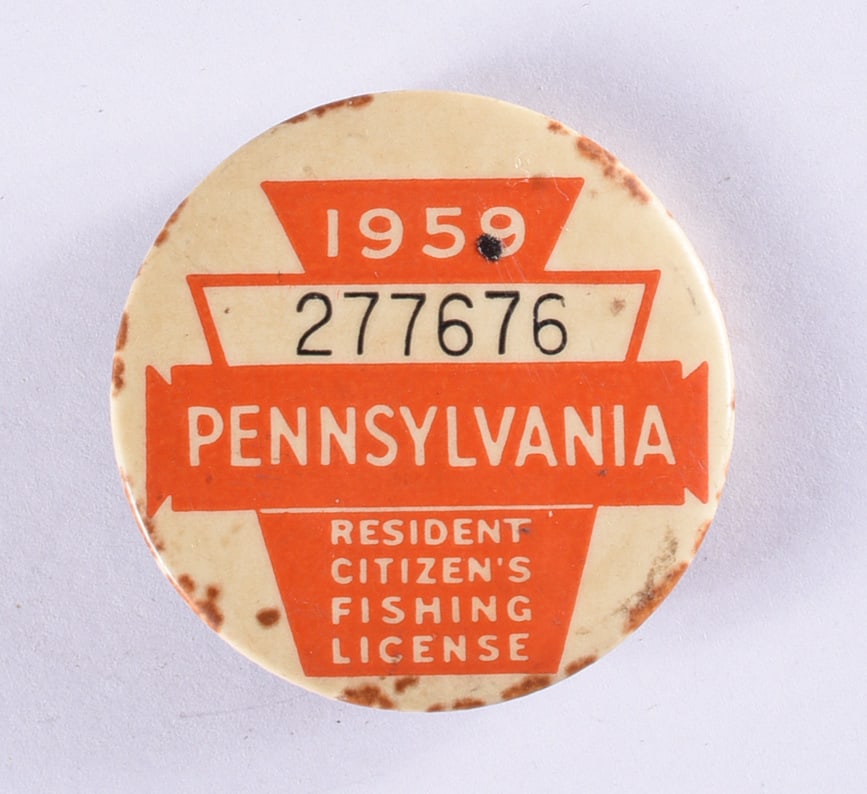 1959
277676
PENNSYLVANIA
RESIDENT
CITIZEN'S
FISHING
LICENSE